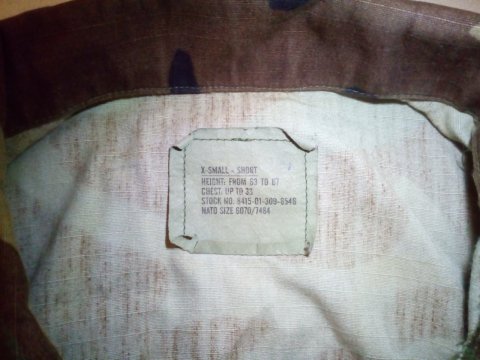 X-SMALL - SHORT
HEIGHT: FROM 63 TO 67
CHEST: UP TO 33
STOCK NO. 8415-01-309-8546
NATO SIZE 6070/7484